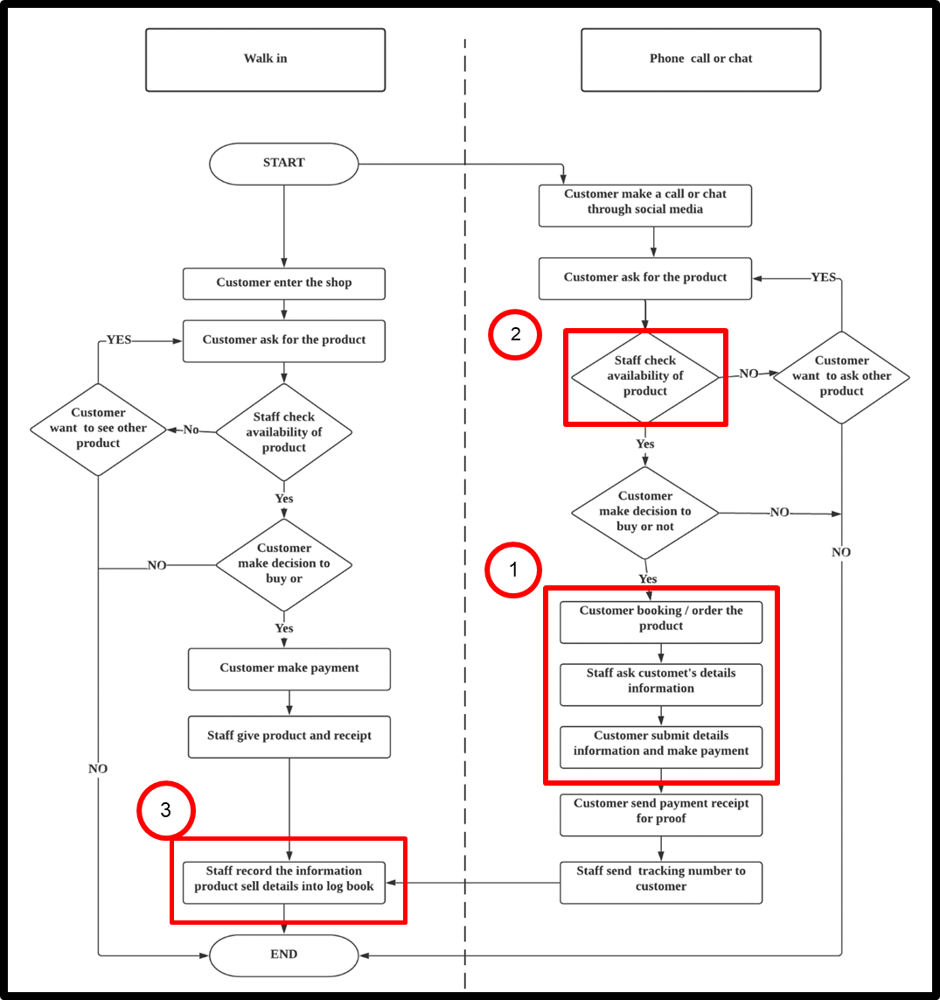 Walk in
Phone  call or chat
START
Customer make a call or chat
through social media
Customer enter the shop
Customer ask for the product
YES
Customer ask for the product
YES
2
Staff check
availability of
product
NO
Customer
want  to ask other
product
Customer
want  to see other
product
No
Staff check
availability of
product
Yes
Yes
Customer
make decision to
buy or not
NO
Customer
make decision to
buy or
NO
NO
1
Yes
Yes
Customer booking / order the
product
Customer make payment
Staff ask customet's details
information
Staff give product and receipt
Customer submit details
information and make payment
NO
3
Customer send payment receipt
for proof
Staff record the information
product sell details into log book
Staff send  tracking number to
customer
END